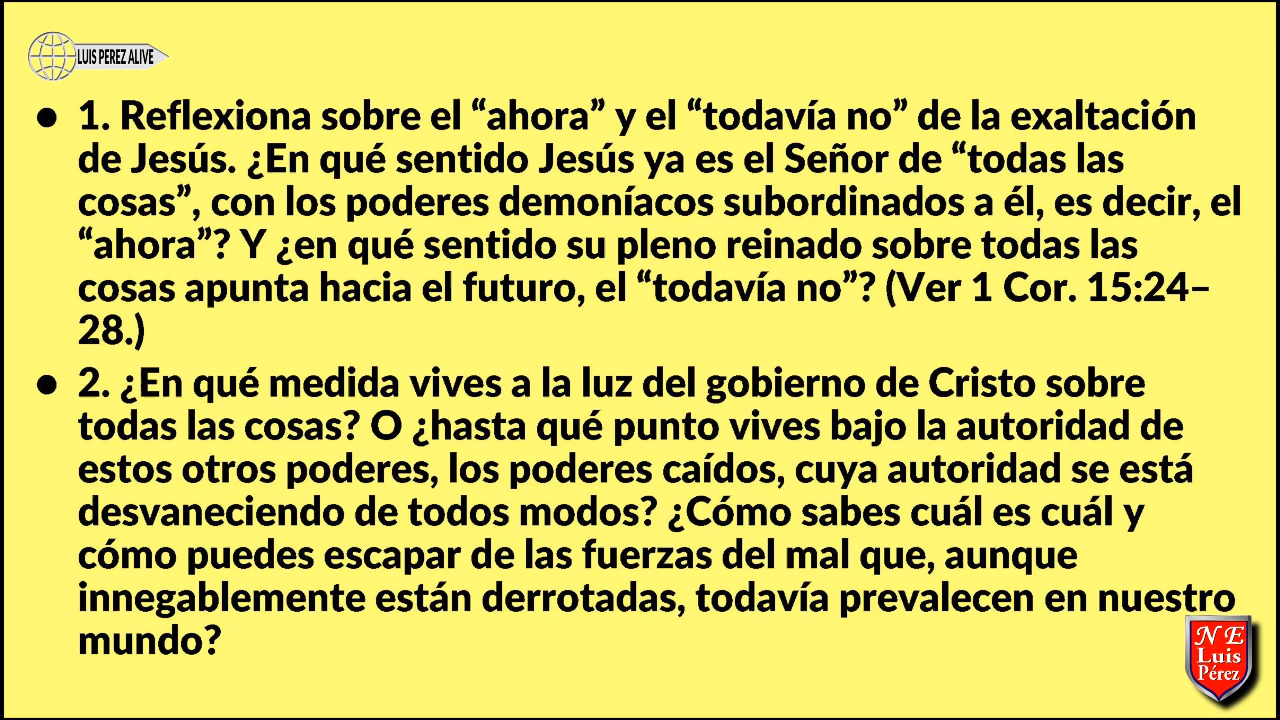 LUIS PEREZ ALIVE
● 1. Reflexiona sobre el “ahora” y el “todavía no” de la exaltación
de Jesús. ¿En qué sentido Jesús ya es el Señor de “todas las
cosas”, con los poderes demoníacos subordinados a él, es decir, el
“ahora”? Y ¿en qué sentido su pleno reinado sobre todas las
cosas apunta hacia el futuro, el “todavía no”? (Ver 1 Cor. 15:24–
28.)
● 2. ¿En qué medida vives a la luz del gobierno de Cristo sobre
todas las cosas? O ¿hasta qué punto vives bajo la autoridad de
estos otros poderes, los poderes caídos, cuya autoridad se está
desvaneciendo de todos modos? ¿Cómo sabes cuál es cuál y
cómo puedes escapar de las fuerzas del mal que, aunque
innegablemente están derrotadas, todavía prevalecen en nuestro
mundo?
N E
Luis
Pérez